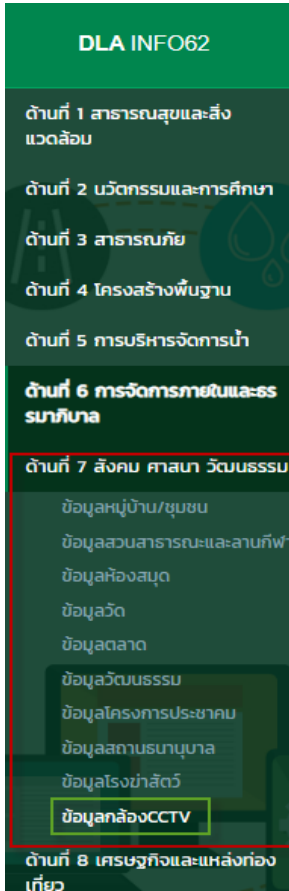 DLA INFO62
ด้านที่ 1 สาธารณสุขและสิ่ง
แวดล้อม
ด้านที่ 2 นวัตกรรมและการศึกษา
ด้านที่ 3 สาธารณภัย
ด้านที่ 4 โครงสร้างพื้นฐาน
ด้านที่ 5 การบริหารจัดการน้ำ
ด้านที่ 6 การจัดการภายในและธร
รมาภิบาล
ด้านที่ 7 สังคม ศาสนา วัฒนธรรม
ข้อมูลหมู่บ้าน/ชุมชน
ข้อมูลสวนสาธารณะและลานกีฬา
ข้อมูลห้องสมุด
ข้อมูลวัด
ข้อมูลตลาด
ข้อมูลวัฒนธรรม
ข้อมูลโครงการประชาคม
ข้อมูลสถานธนานุบาล
ข้อมูลโรงฆ่าสัตว์
ข้อมูลกล้องCCTV
ด้านที่ 8 เศรษฐกิจและแหล่งท่อง
เที่ยว